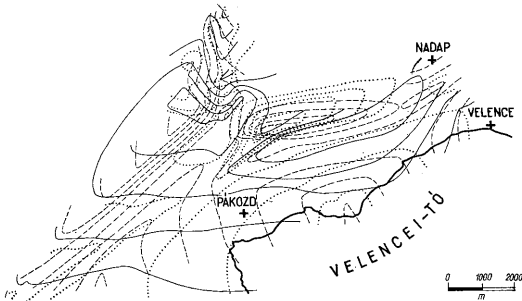 NADAP
VELENCE
PÁKOZD
VELENCEI-TÓ
0 1000 2000
m